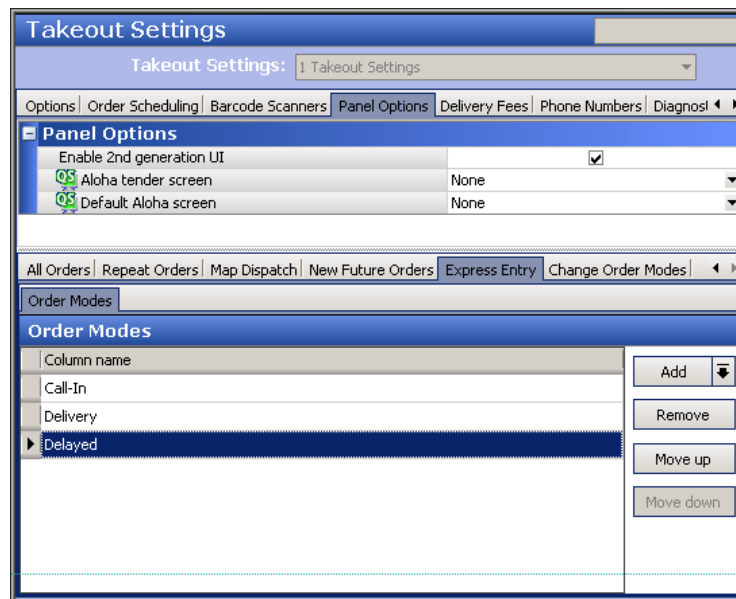 Takeout Settings
Takeout Settings: 1 Takeout Settings
Options Order Scheduling Barcode Scanners Panel Options Delivery Fees Phone Numbers Diagnost
Panel Options
Enable 2nd generation UI
QS Aloha tender screen None
QS Default Aloha screen None
All Orders Repeat Orders Map Dispatch New Future Orders Express Entry Change Order Modes
Order Modes
Order Modes
Column name
Add
Call-In
Delivery
Remove
Delayed
Move up
Move down